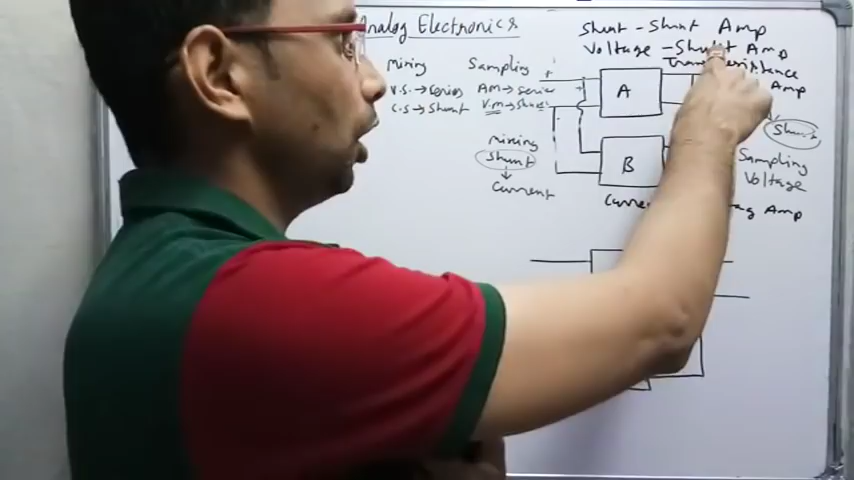 Analog Electronics
Mixing Sampling
V.S. → Series Am → series
C.S → Shunt V.M → Shunt
Shunt - Shunt Amp
Voltage - Shunt Amp
Amp
A
Shunt
Mixing
Shunt
Current
B
Sampling
Voltage
Amp